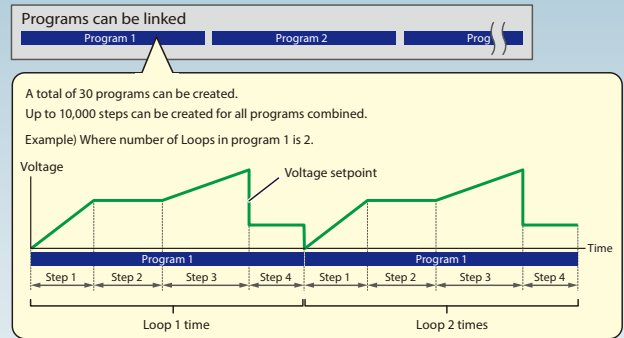 Programs can be linked
Program 1 Program 2 Prog
A total of 30 programs can be created.
Up to 10,000 steps can be created for all programs combined.
Example) Where number of Loops in program 1 is 2.
Voltage
Voltage setpoint
Time
Program 1 Program 1
Step 1 Step 2 Step 3 Step 4 Step 1 Step 2 Step 3 Step 4
Loop 1 time Loop 2 times